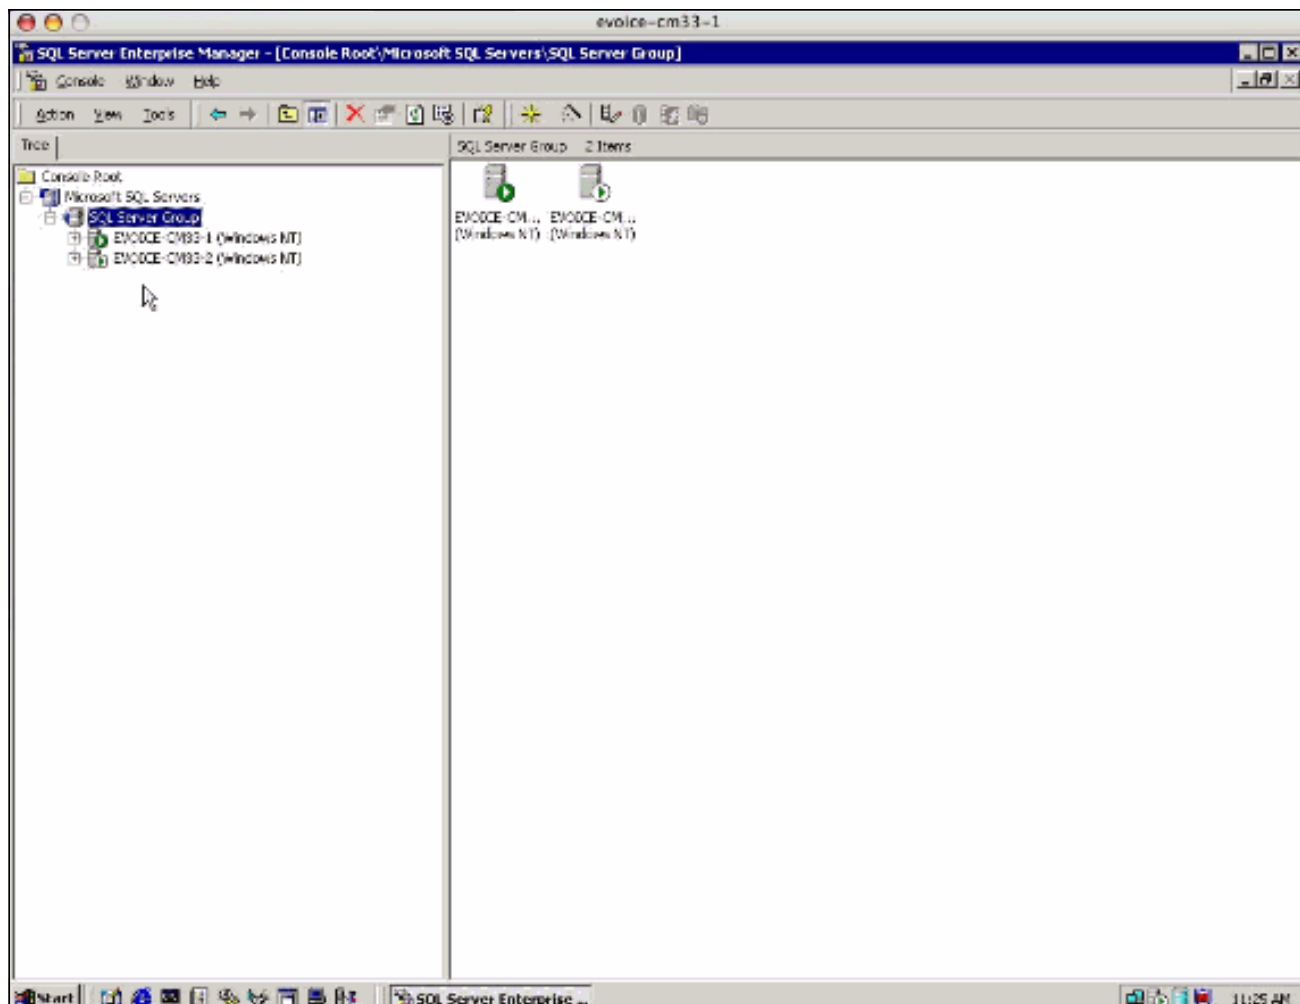 evoice-cm33-1
SQL Server Enterprise Manager - [Console Root\Microsoft SQL Servers\SQL Server Group]
Console Window Help
Action View Tools
Tree
SQL Server Group 2 Items
Console Root
Microsoft SQL Servers
SQL Server Group
EVOICE-CM33-1 (Windows NT)
EVOICE-CM33-2 (Windows NT)
EVOICE-CM... EVOICE-CM...
(Windows NT) (Windows NT)
Start SQL Server Enterprise ... 11:25 AM